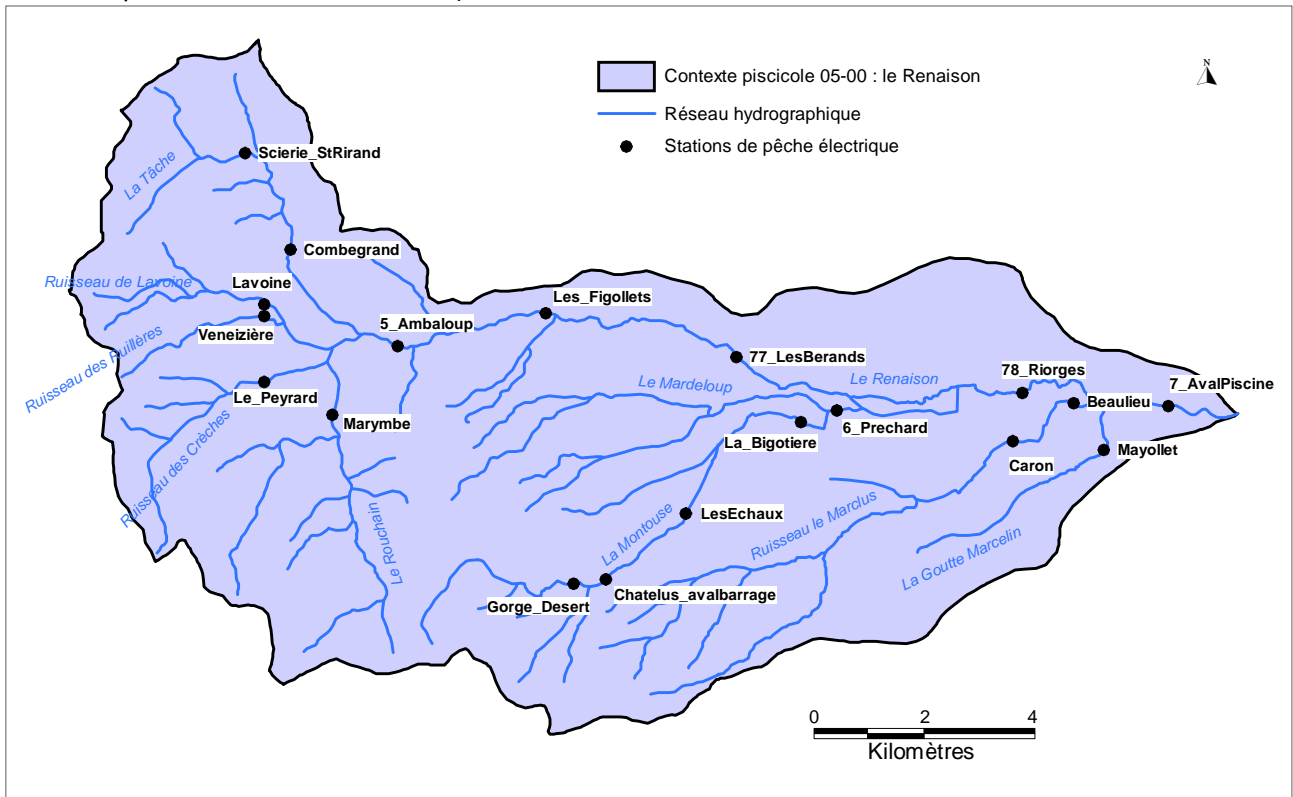 Contexte piscicole 05-00 : le Renaison
N
Réseau hydrographique
Stations de pêche électrique
Scierie_StRirand
La Tâche
Combegrand
Ruisseau de Lavoine
Lavoine
Les_Figollets
Veneizière
5_Ambaloup
Ruisseau des Ruillères
77_LesBerands
Le_Peyrard
Le Mardeloup
Le Renaison
78_Riorges
7_AvalPiscine
Beaulieu
Marymbe
La_Bigotiere
6_Prechard
Caron
Mayollet
Ruisseau des Crèches
LesEchaux
Le Rouchain
La Montouse
Ruisseau le Marclus
La Goutte Marcelin
Gorge_Desert
Chatelus_avalbarrage
0 2 4
Kilomètres